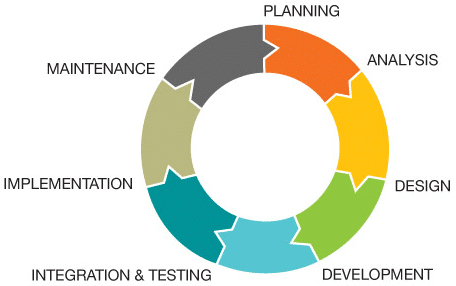 PLANNING
ANALYSIS
DESIGN
DEVELOPMENT
INTEGRATION & TESTING
IMPLEMENTATION
MAINTENANCE